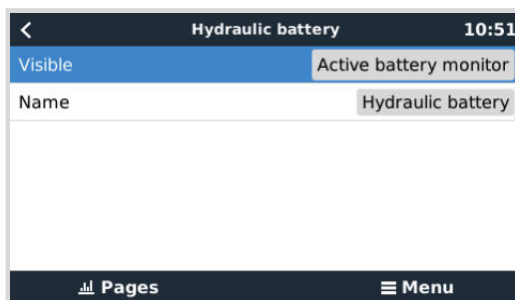 Hydraulic battery 10:51
Visible Active battery monitor
Name Hydraulic battery
Pages Menu